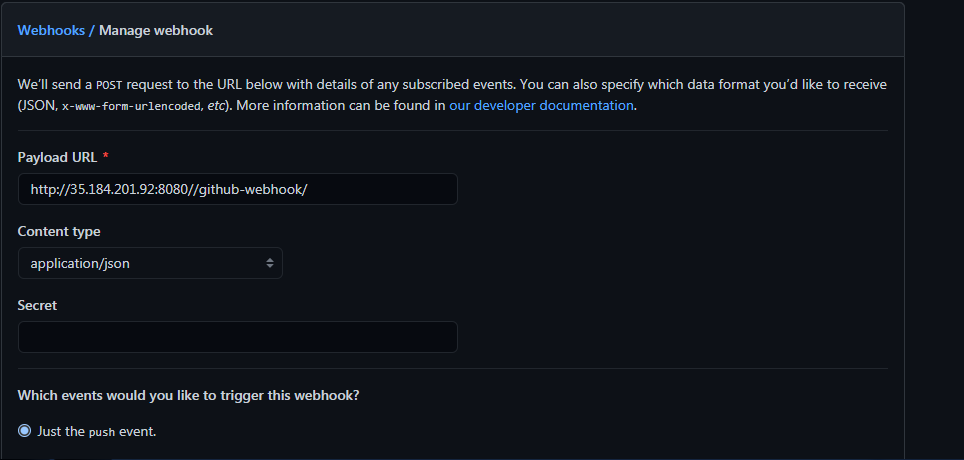 Webhooks / Manage webhook
We’ll send a POST request to the URL below with details of any subscribed events. You can also specify which data format you’d like to receive
(JSON, x-www-form-urlencoded, etc). More information can be found in our developer documentation.
Payload URL *
http://35.184.201.92:8080//github-webhook/
Content type
application/json
Secret
Which events would you like to trigger this webhook?
Just the push event.